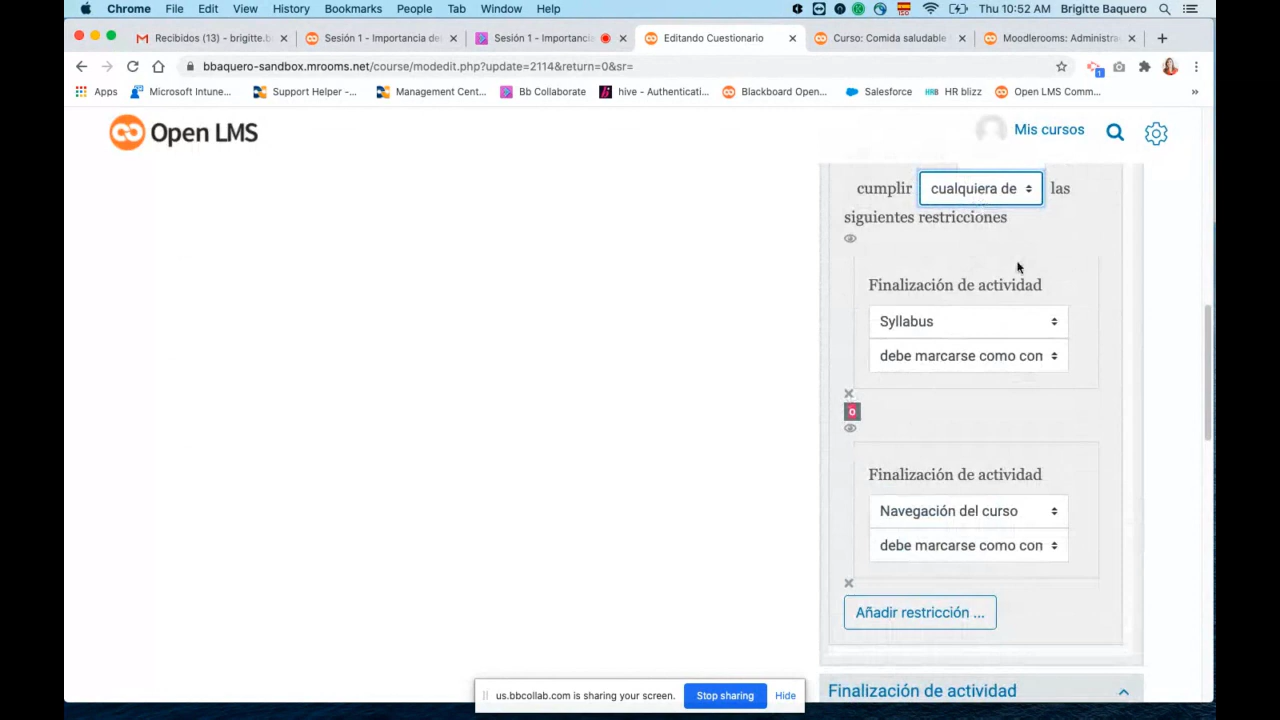 Chrome File Edit View History Bookmarks People Tab Window Help ISO Thu 10:52 AM Brigitte Baquero
Recibidos (13) - brigitte.b
Sesión 1 - Importancia de
Sesión 1 - Importancia
Editando Cuestionario
Curso: Comida saludable
Moodlerooms: Administra
bbaquero-sandbox.mrooms.net/course/modedit.php?update=2114&return=0&sr=
1
Apps Microsoft Intune... Support Helper -... Management Cent... Bb Collaborate hive - Authenticati... Blackboard Open... Salesforce HRB HR blizz Open LMS Comm... »
Open LMS
Mis cursos
cumplir cualquiera de las
siguientes restricciones
Finalización de actividad
Syllabus
debe marcarse como con
o
Finalización de actividad
Navegación del curso
debe marcarse como con
Añadir restricción ...
Finalización de actividad
us.bbcollab.com is sharing your screen. Stop sharing Hide